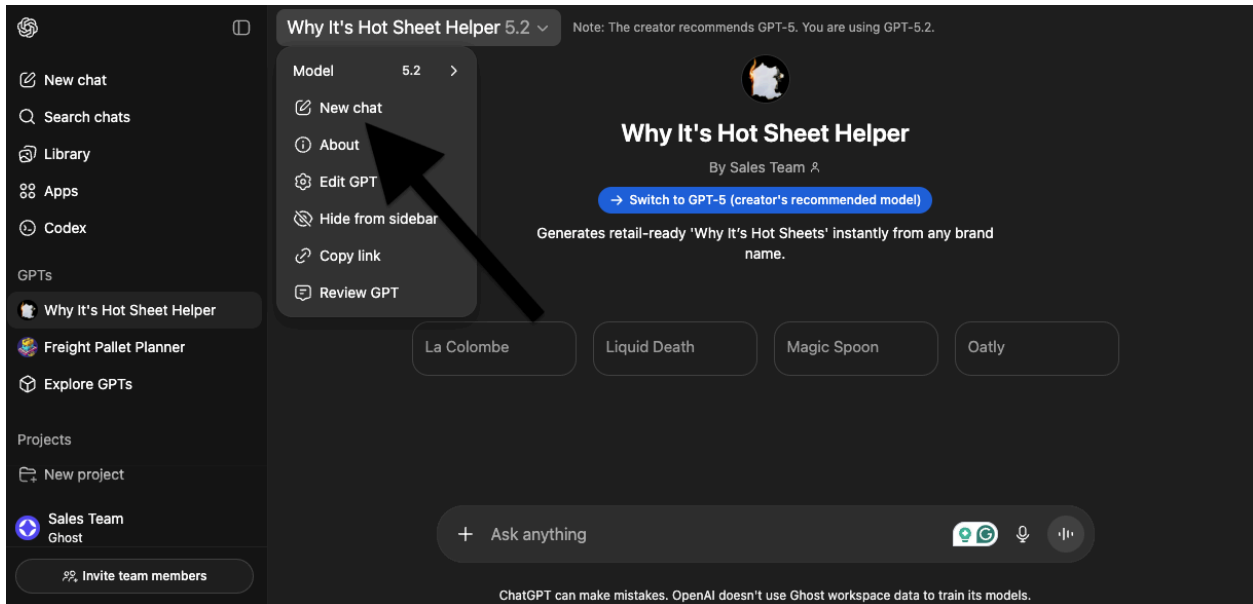 New chat
Search chats
Library
Apps
Codex
GPTs
Why It's Hot Sheet Helper
Freight Pallet Planner
Explore GPTs
Projects
New project
Sales Team
Ghost
Invite team members
Why It's Hot Sheet Helper 5.2
Note: The creator recommends GPT-5. You are using GPT-5.2.
Model 5.2
New chat
About
Edit GPT
Hide from sidebar
Copy link
Review GPT
Why It's Hot Sheet Helper
By Sales Team
Switch to GPT-5 (creator's recommended model)
Generates retail-ready 'Why It’s Hot Sheets' instantly from any brand
name.
La Colombe
Liquid Death
Magic Spoon
Oatly
Ask anything
ChatGPT can make mistakes. OpenAI doesn't use Ghost workspace data to train its models.